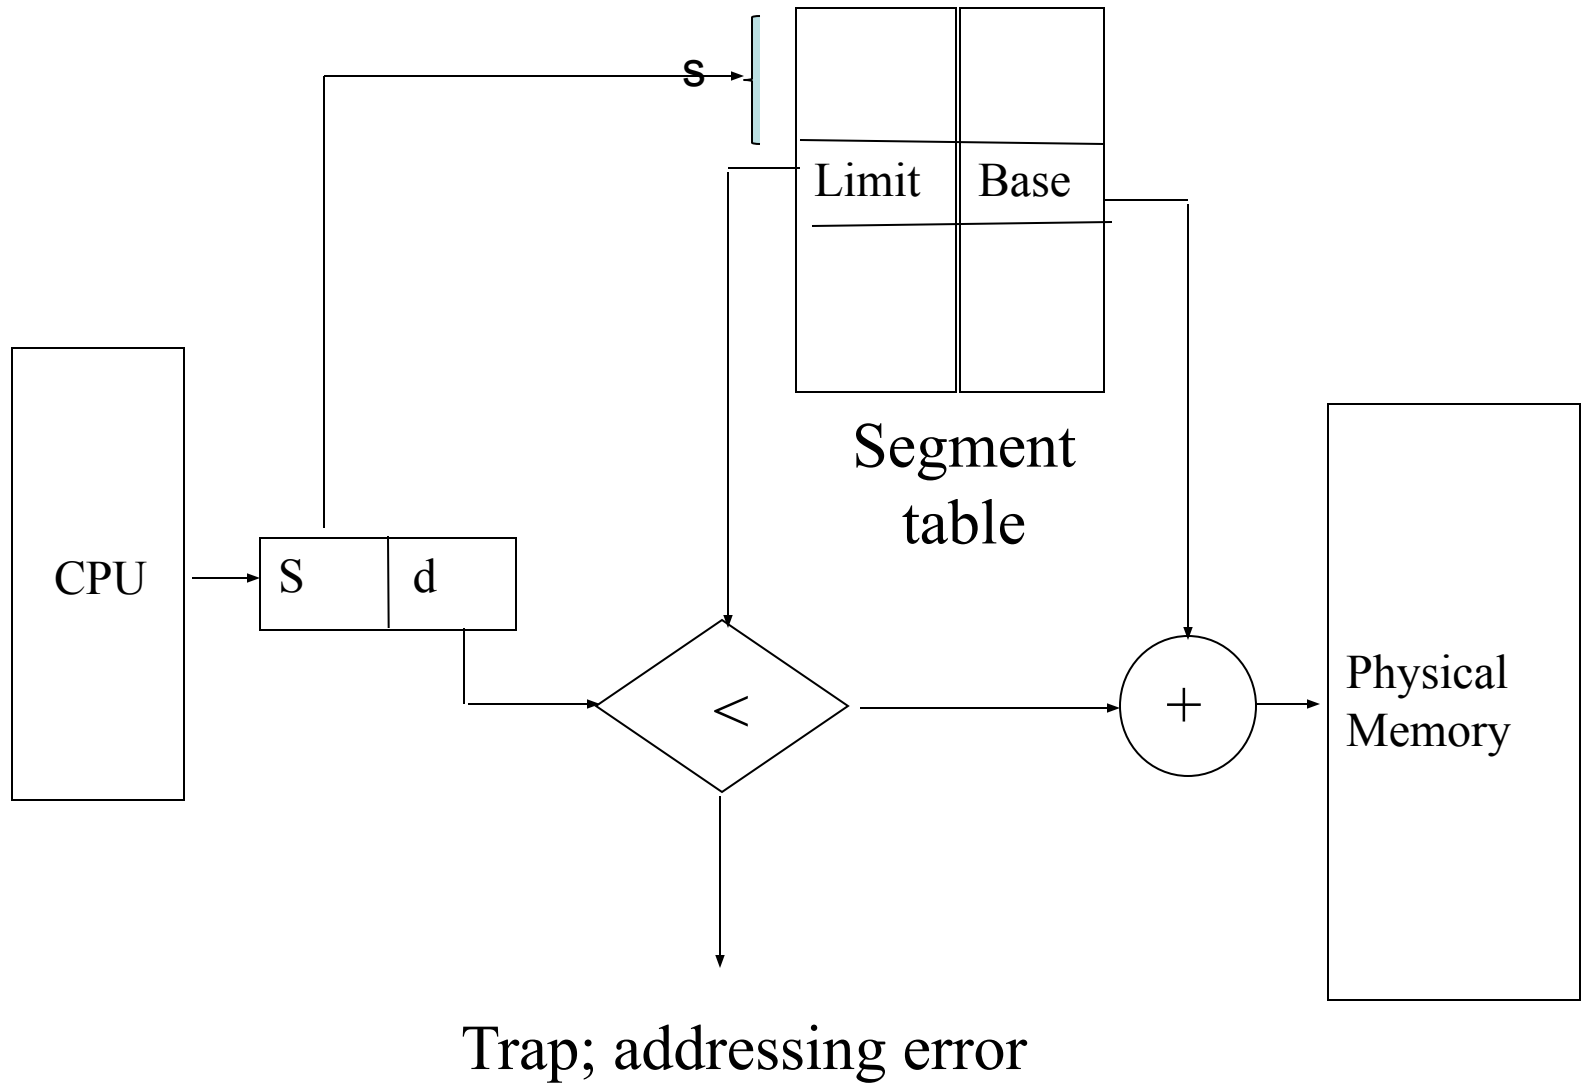 S
Limit Base
Segment
table
CPU
S d
<
+
Physical
Memory
Trap; addressing error